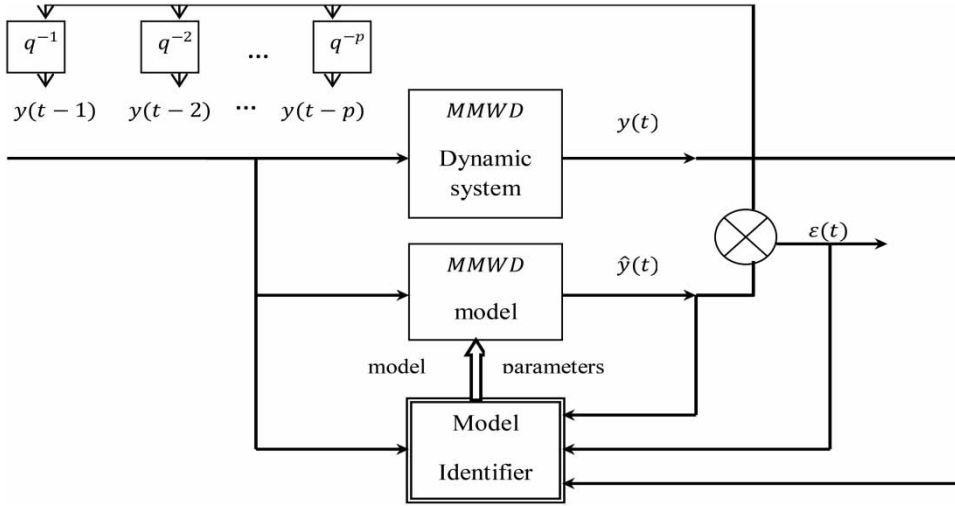 q⁻¹ q⁻² ... q⁻ᵖ
y(t − 1) y(t − 2) ... y(t − p)
MMWD
Dynamic
system
y(t)
ε(t)
MMWD
model
ŷ(t)
model parameters
Model
Identifier